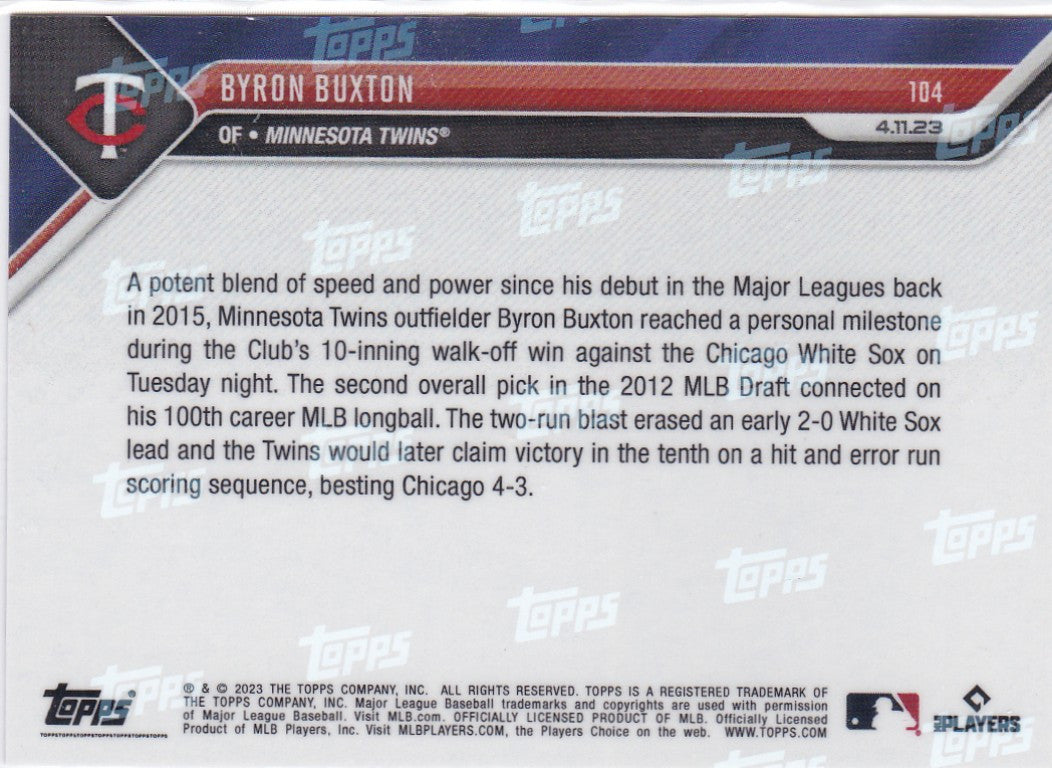 BYRON BUXTON
104
OF • MINNESOTA TWINS®
4.11.23
A potent blend of speed and power since his debut in the Major Leagues back
in 2015, Minnesota Twins outfielder Byron Buxton reached a personal milestone
during the Club's 10-inning walk-off win against the Chicago White Sox on
Tuesday night. The second overall pick in the 2012 MLB Draft connected on
his 100th career MLB longball. The two-run blast erased an early 2-0 White Sox
lead and the Twins would later claim victory in the tenth on a hit and error run
scoring sequence, besting Chicago 4-3.
Topps
TOPPSTOPPSTOPPSTOPPSTOPPSTOPPSTOPPS
® & © 2023 THE TOPPS COMPANY, INC. ALL RIGHTS RESERVED. TOPPS IS A REGISTERED TRADEMARK OF
THE TOPPS COMPANY, INC. Major League Baseball trademarks and copyrights are used with permission
of Major League Baseball. Visit MLB.com. OFFICIALLY LICENSED PRODUCT OF MLB. Officially Licensed
Product of MLB Players, Inc. Visit MLBPLAYERS.COM, the Players Choice on the web. WWW.TOPPS.COM
PLAYERS